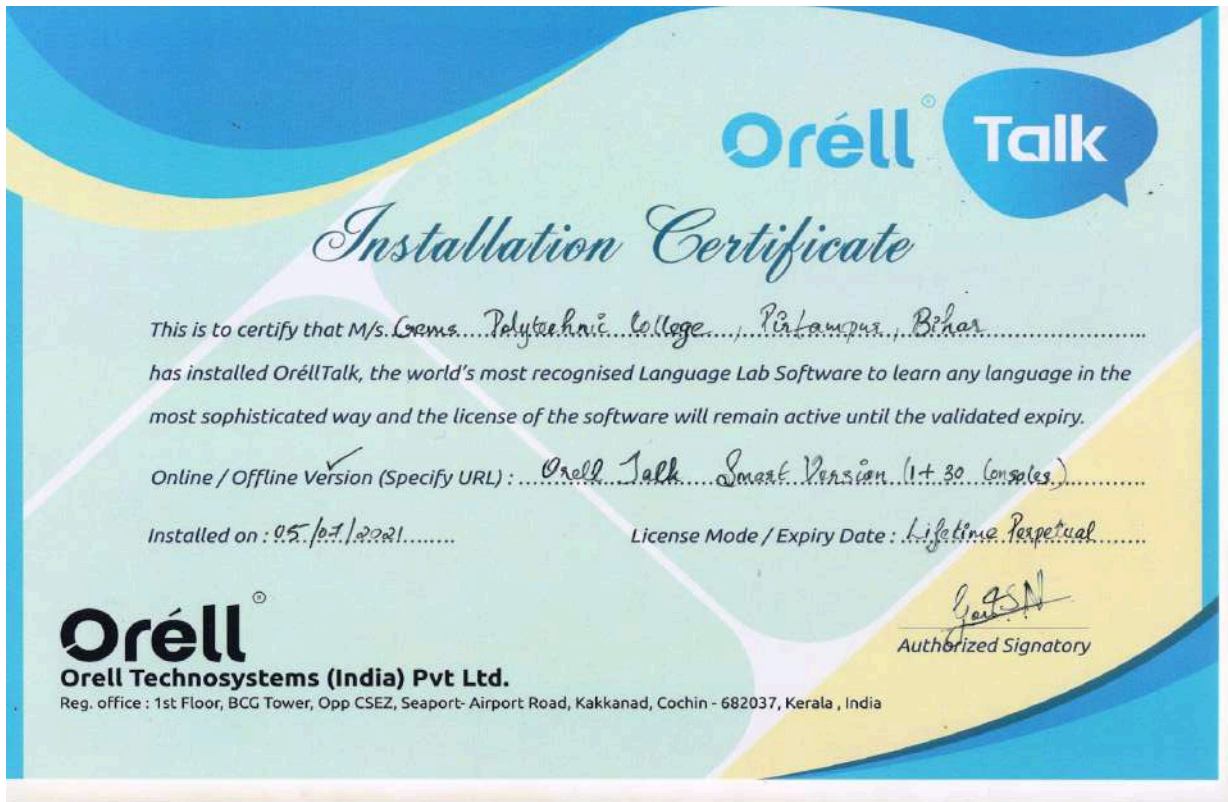 Oréll® Talk
Installation Certificate
This is to certify that M/s. Gems Polytechnic College, Pirtampur, Bihar
has installed OréllTalk, the world's most recognised Language Lab Software to learn any language in the
most sophisticated way and the license of the software will remain active until the validated expiry.
Online / Offline Version (Specify URL) : Orell Talk Smart Version (1+30 Consoles)
Installed on : 05/07/2021 License Mode / Expiry Date : Lifetime Perpetual
Authorized Signatory
Oréll®
Orell Technosystems (India) Pvt Ltd.
Reg. office : 1st Floor, BCG Tower, Opp CSEZ, Seaport- Airport Road, Kakkanad, Cochin - 682037, Kerala , India